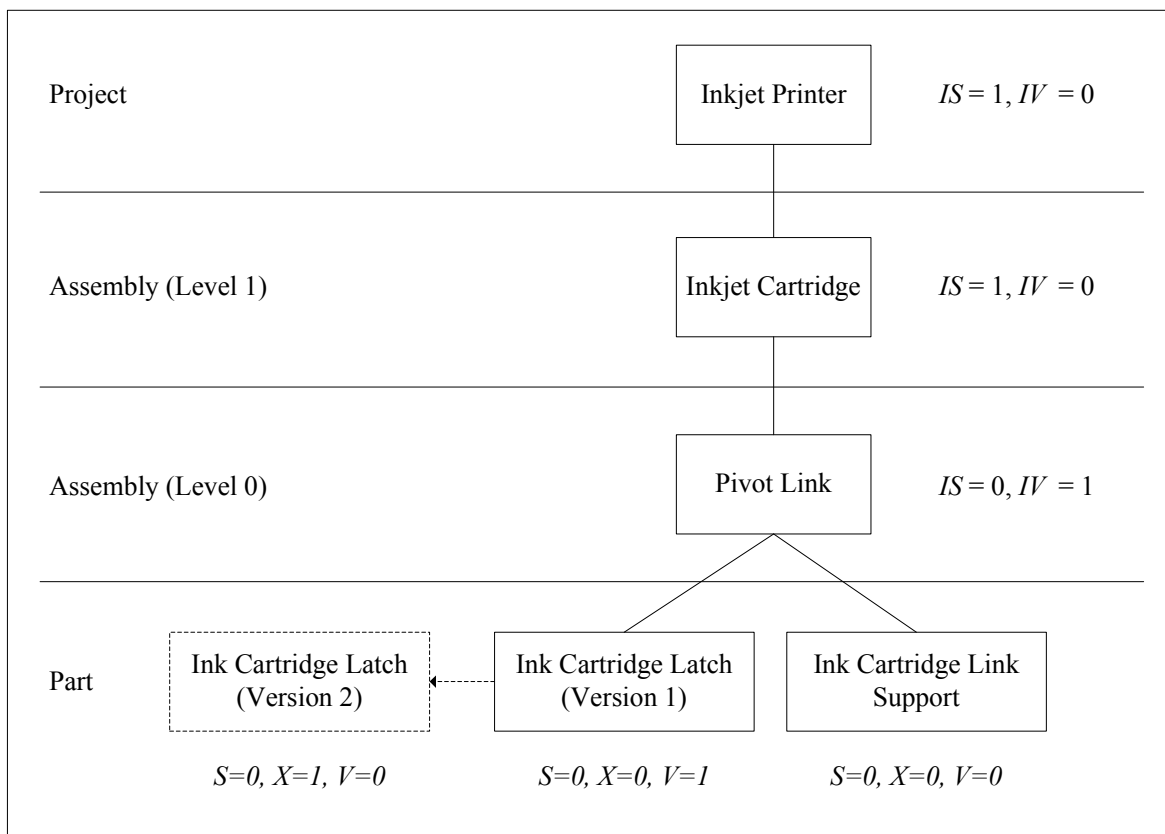 Project
Inkjet Printer
IS = 1, IV = 0
Assembly (Level 1)
Inkjet Cartridge
IS = 1, IV = 0
Assembly (Level 0)
Pivot Link
IS = 0, IV = 1
Part
Ink Cartridge Latch
(Version 2)
Ink Cartridge Latch
(Version 1)
Ink Cartridge Link
Support
S=0, X=1, V=0
S=0, X=0, V=1
S=0, X=0, V=0